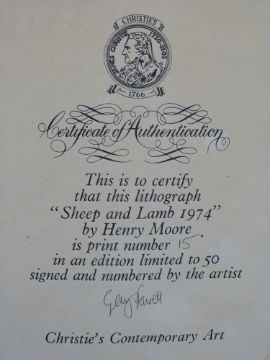 CHRISTIE'S
1766
Certificate of Authentication
This is to certify
that this lithograph
"Sheep and Lamb 1974"
by Henry Moore
is print number 15.
in an edition limited to 50
signed and numbered by the artist
Christie's Contemporary Art